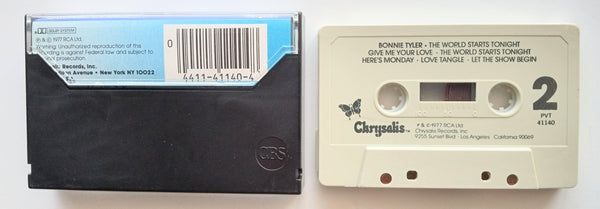 DOLBY SYSTEM
℗ & © 1977 RCA Ltd
Warning: Unauthorized reproduction of this
recording is against Federal law and subject to
prosecution.
Records, Inc.
Avenue • New York NY 10022
0
4411-41140-4
CBS
BONNIE TYLER • THE WORLD STARTS TONIGHT
GIVE ME YOUR LOVE • THE WORLD STARTS TONIGHT
HERE'S MONDAY • LOVE TANGLE • LET THE SHOW BEGIN
Chrysalis™
℗ & © 1977 RCA Ltd.
Chrysalis Records, Inc.
9255 Sunset Blvd. • Los Angeles California 90069
2
PVT
41140